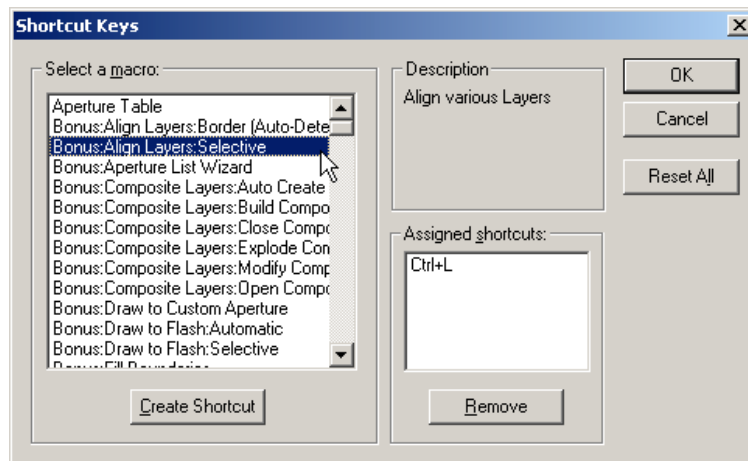 Shortcut Keys
Select a macro:
Aperture Table
Bonus:Align Layers:Border (Auto-Dete
Bonus:Align Layers:Selective
Bonus:Aperture List Wizard
Bonus:Composite Layers:Auto Create
Bonus:Composite Layers:Build Compo
Bonus:Composite Layers:Close Compo
Bonus:Composite Layers:Explode Con
Bonus:Composite Layers:Modify Comp
Bonus:Composite Layers:Open Compo
Bonus:Draw to Custom Aperture
Bonus:Draw to Flash:Automatic
Bonus:Draw to Flash:Selective
Create Shortcut
Description
Align various Layers
Assigned shortcuts:
Ctrl+L
Remove
OK
Cancel
Reset All